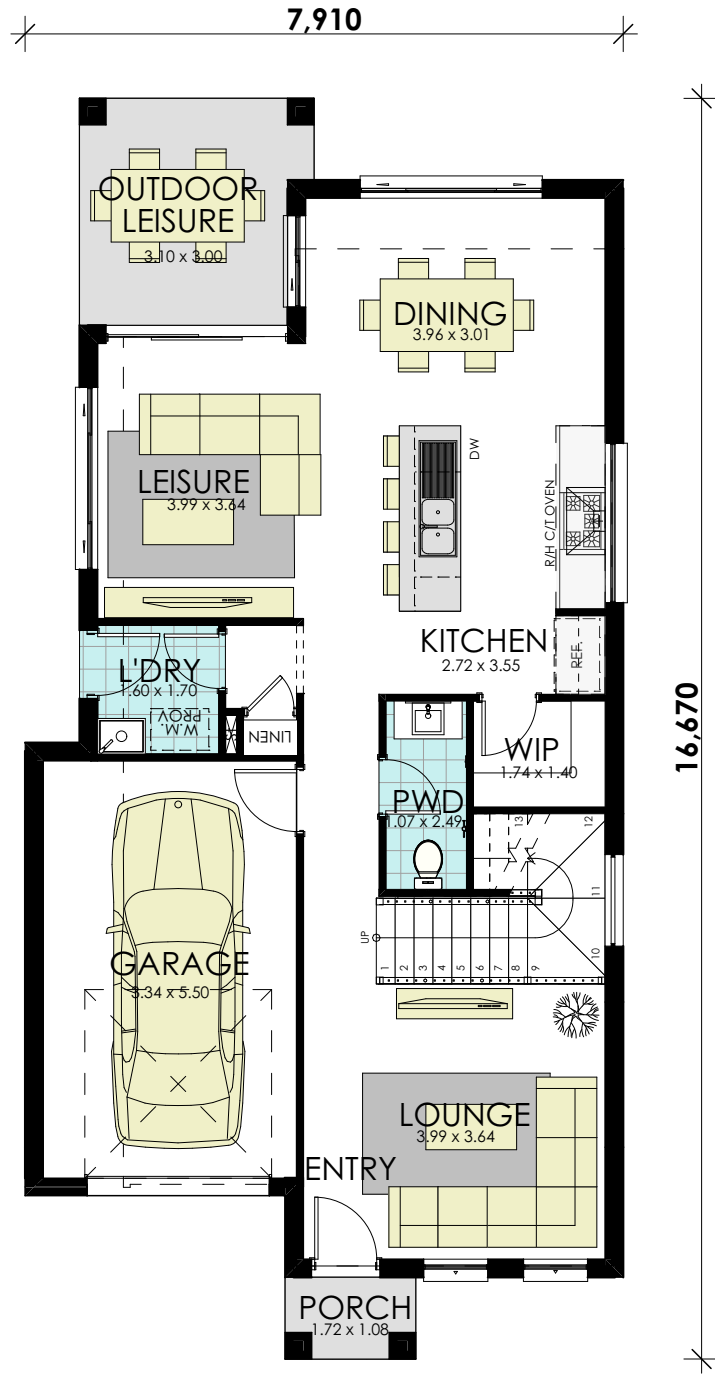 7,910
OUTDOOR
LEISURE
3.10 x 3.00
DINING
3.96 x 3.01
DW
LEISURE
3.99 x 3.64
R/H C/T OVEN
KITCHEN
2.72 x 3.55
REF.
L'DRY
1.60 x 1.70
W.M.
PROV
LINEN
16,670
WIP
1.74 x 1.40
PWD
1.07 x 2.49
13
12
11
10
UP
1
2
3
4
5
6
7
8
9
GARAGE
3.34 x 5.50
LOUNGE
3.99 x 3.64
ENTRY
PORCH
1.72 x 1.08